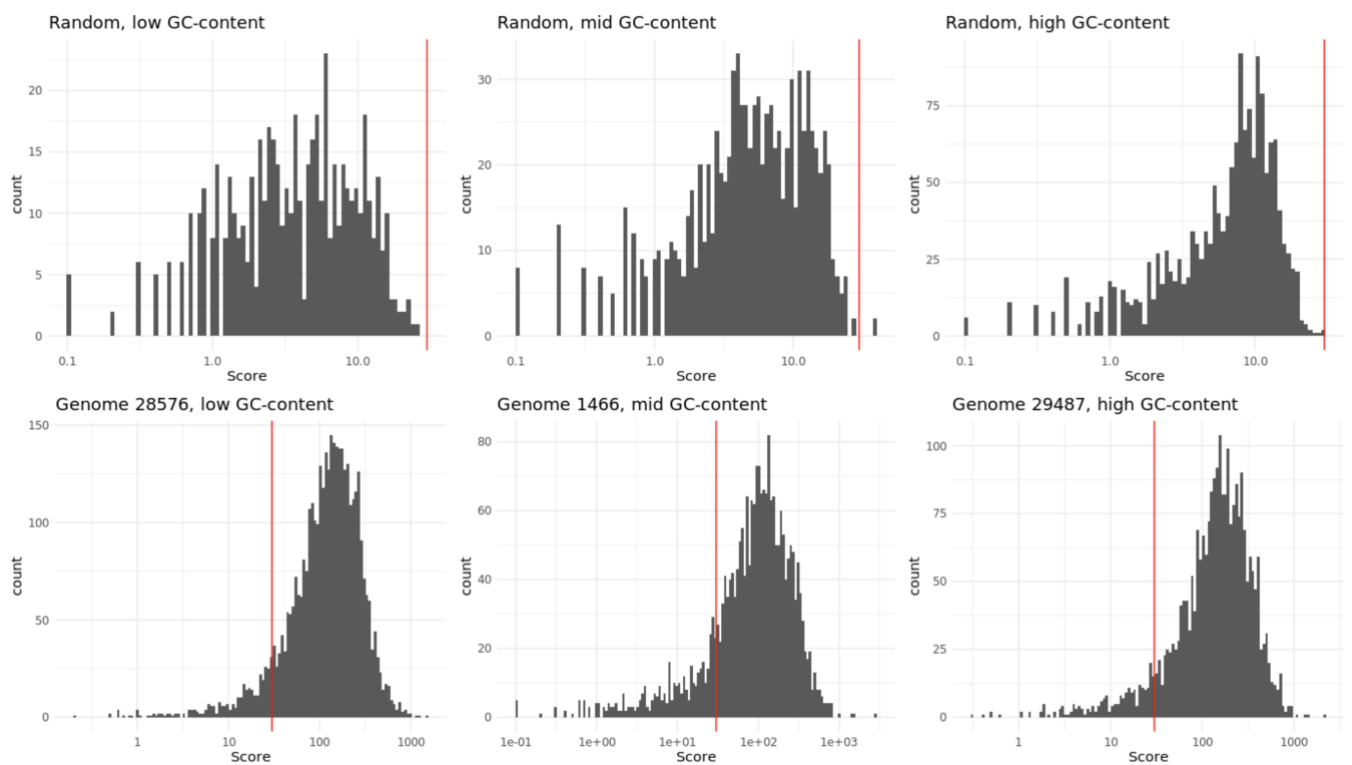 Random, low GC-content
Random, mid GC-content
Random, high GC-content
20
15
10
5
0
count
0.1
1.0
10.0
Score
30
20
10
0
count
0.1
1.0
10.0
Score
75
50
25
0
count
0.1
1.0
10.0
Score
Genome 28576, low GC-content
Genome 1466, mid GC-content
Genome 29487, high GC-content
150
100
50
0
count
1
10
100
1000
Score
80
60
40
20
0
count
1e-01
1e+00
1e+01
1e+02
1e+03
Score
100
75
50
25
0
count
1
10
100
1000
Score